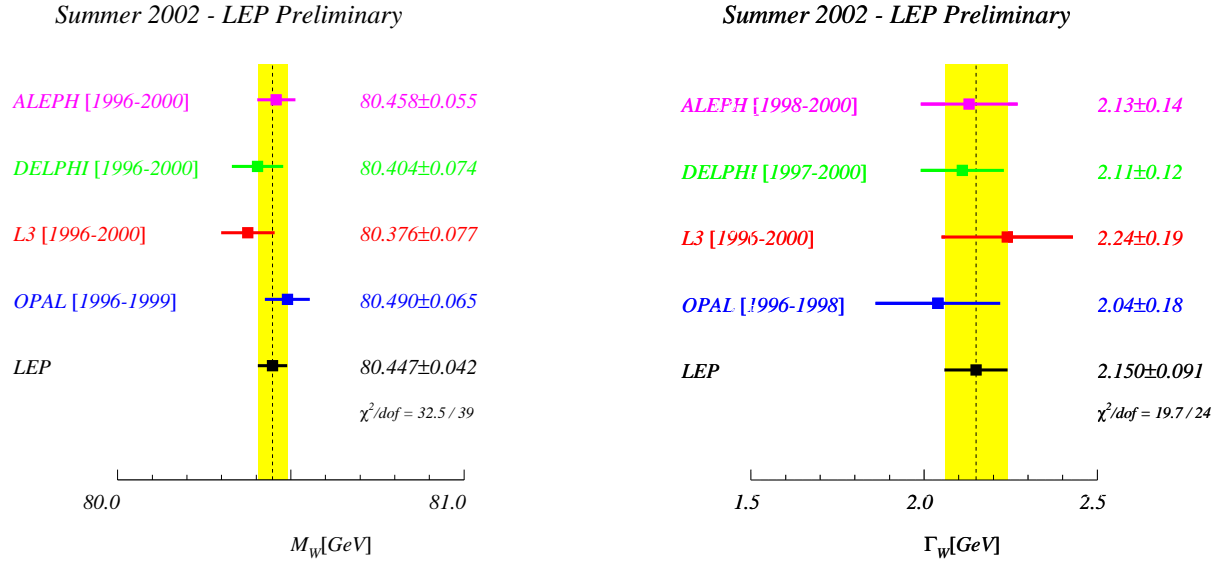 Summer 2002 - LEP Preliminary
ALEPH [1996-2000] 80.458±0.055
DELPHI [1996-2000] 80.404±0.074
L3 [1996-2000] 80.376±0.077
OPAL [1996-1999] 80.490±0.065
LEP 80.447±0.042
χ²/dof = 32.5 / 39
80.0 81.0
M_W[GeV]
Summer 2002 - LEP Preliminary
ALEPH [1998-2000] 2.13±0.14
DELPHI [1997-2000] 2.11±0.12
L3 [1996-2000] 2.24±0.19
OPAL [1996-1998] 2.04±0.18
LEP 2.150±0.091
χ²/dof = 19.7 / 24
1.5 2.0 2.5
Γ_W[GeV]